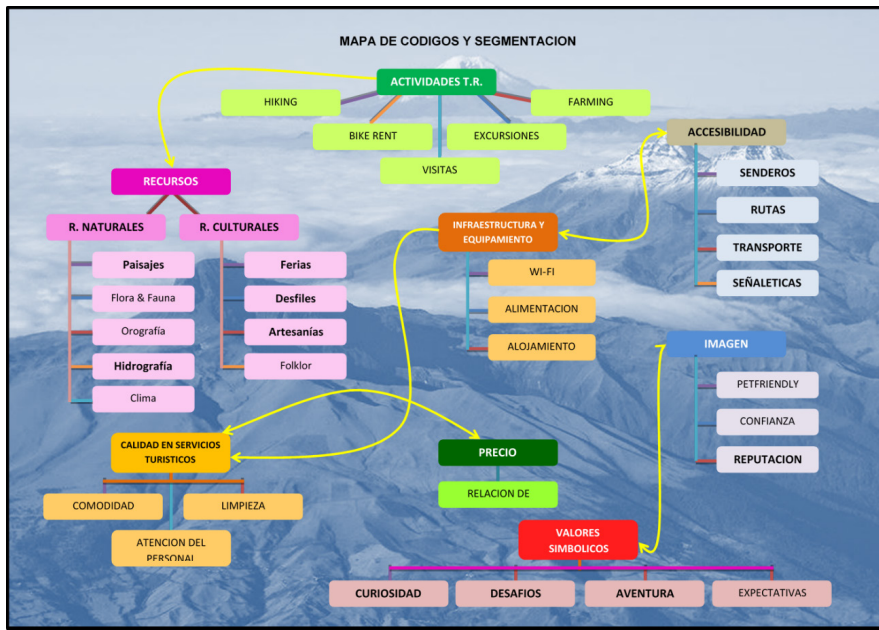 MAPA DE CODIGOS Y SEGMENTACION
ACTIVIDADES T.R.
HIKING
FARMING
BIKE RENT
EXCURSIONES
VISITAS
ACCESIBILIDAD
SENDEROS
RUTAS
TRANSPORTE
SEÑALETICAS
RECURSOS
R. NATURALES
R. CULTURALES
Paisajes
Flora & Fauna
Orografía
Hidrografía
Clima
Ferias
Desfiles
Artesanías
Folklor
INFRAESTRUCTURA Y
EQUIPAMIENTO
WI-FI
ALIMENTACION
ALOJAMIENTO
IMAGEN
PETFRIENDLY
CONFIANZA
REPUTACION
CALIDAD EN SERVICIOS
TURISTICOS
COMODIDAD
LIMPIEZA
ATENCION DEL
PERSONAL
PRECIO
RELACION DE
VALORES
SIMBOLICOS
CURIOSIDAD
DESAFIOS
AVENTURA
EXPECTATIVAS